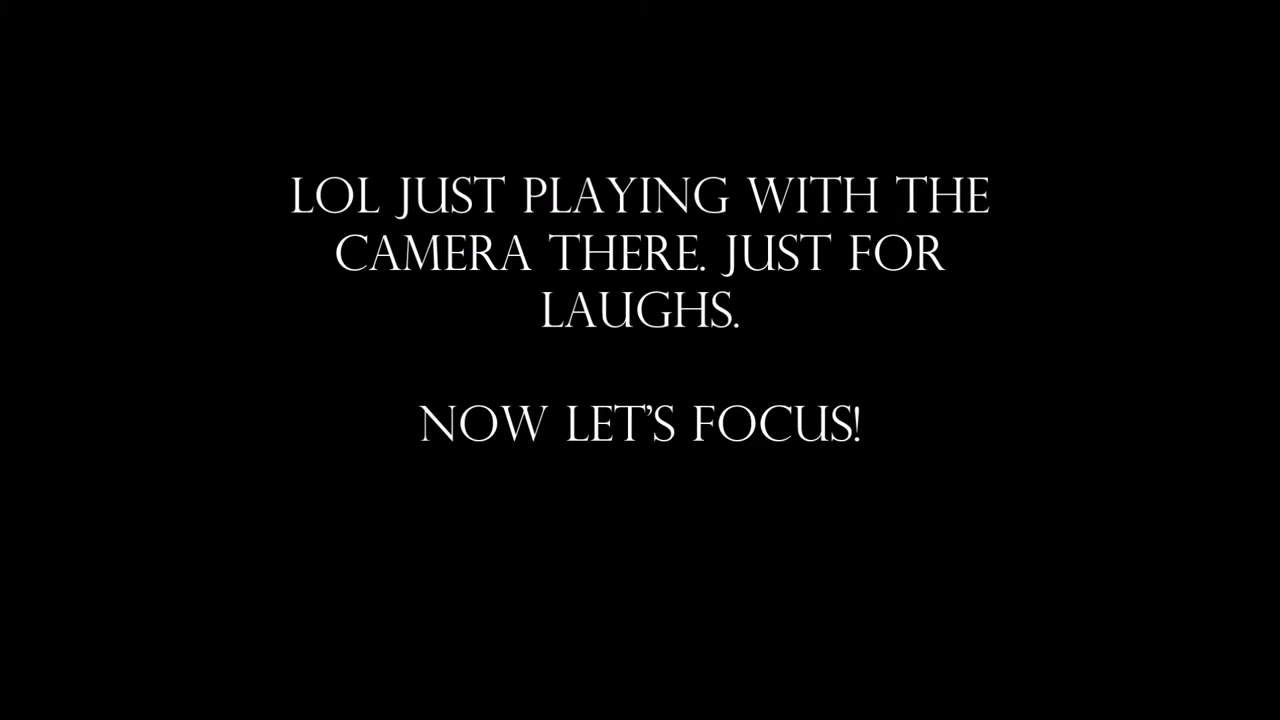 LOL JUST PLAYING WITH THE
CAMERA THERE. JUST FOR
LAUGHS.
NOW LET'S FOCUS!